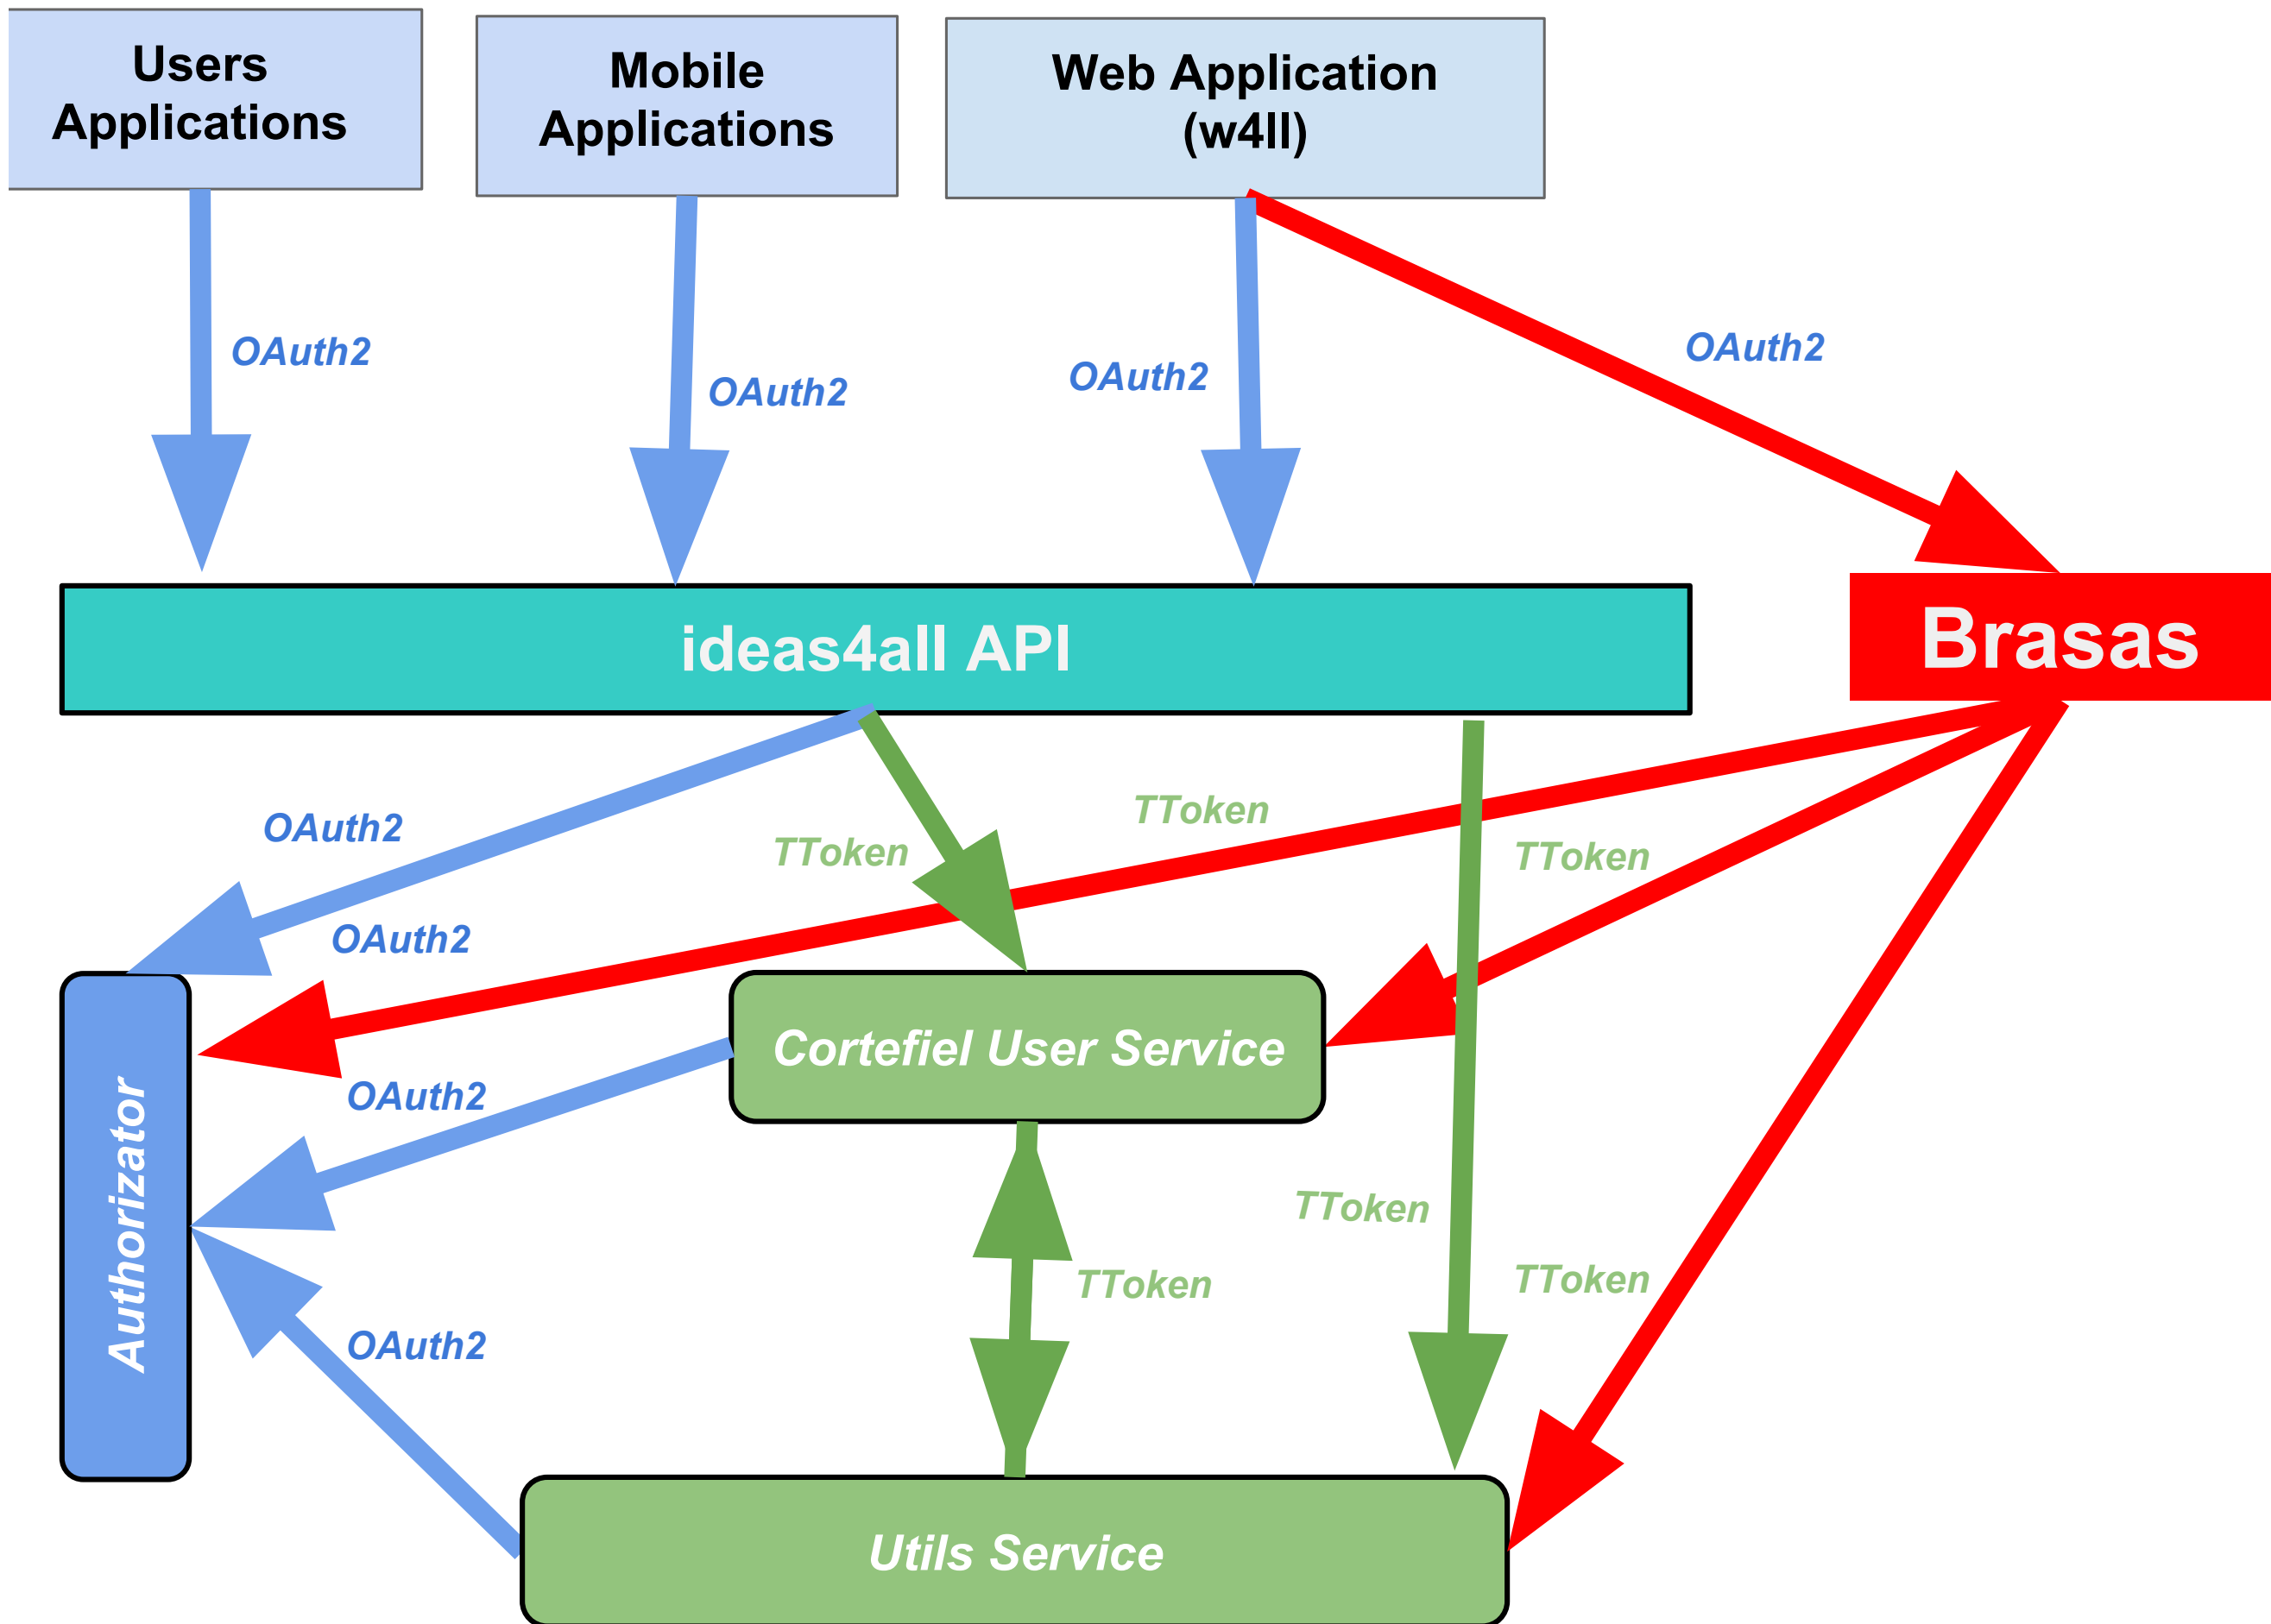 Users
Applications
Mobile
Applications
Web Application
(w4ll)
OAuth2
OAuth2
OAuth2
OAuth2
ideas4all API
Brasas
OAuth2
TToken
TToken
TToken
OAuth2
Cortefiel User Service
OAuth2
Authorizator
TToken
TToken
TToken
OAuth2
Utils Service